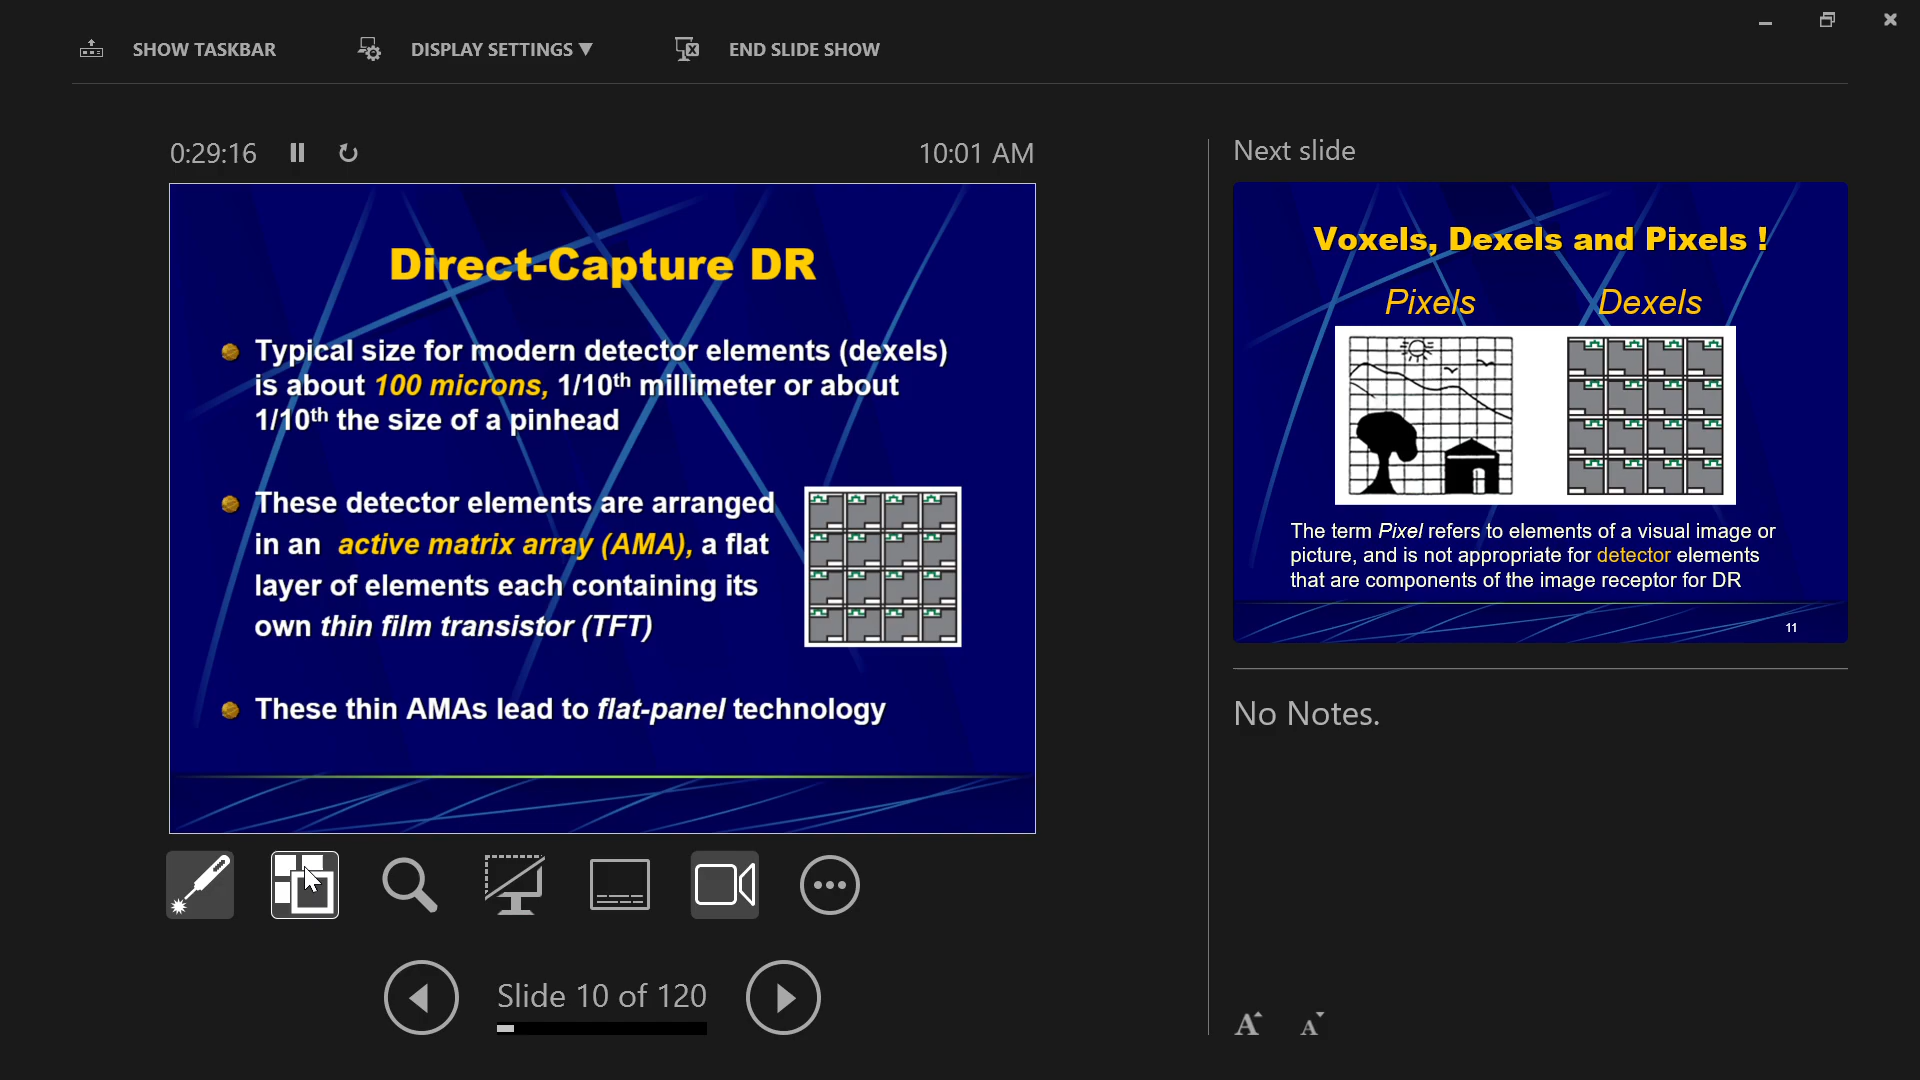 SHOW TASKBAR
DISPLAY SETTINGS ▼
END SLIDE SHOW
0:29:16
10:01 AM
Direct-Capture DR
Typical size for modern detector elements (dexels)
is about 100 microns, 1/10th millimeter or about
1/10th the size of a pinhead
These detector elements are arranged
in an active matrix array (AMA), a flat
layer of elements each containing its
own thin film transistor (TFT)
These thin AMAs lead to flat-panel technology
Slide 10 of 120
Next slide
Voxels, Dexels and Pixels !
Pixels Dexels
The term Pixel refers to elements of a visual image or
picture, and is not appropriate for detector elements
that are components of the image receptor for DR
11
No Notes.
A A